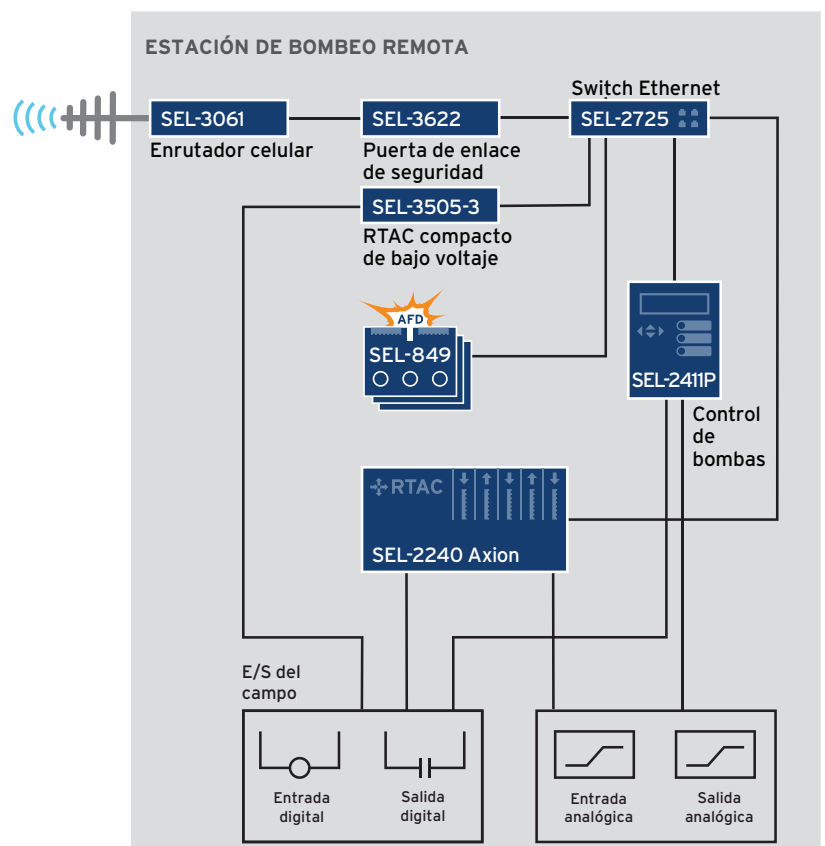 ESTACIÓN DE BOMBEO REMOTA
Switch Ethernet
SEL-3061
SEL-3622
SEL-2725
Enrutador celular
Puerta de enlace
de seguridad
SEL-3505-3
RTAC compacto
de bajo voltaje
AFD
SEL-849
SEL-2411P
Control
de
bombas
RTAC
SEL-2240 Axion
E/S del
campo
Entrada
digital
Salida
digital
Entrada
analógica
Salida
analógica